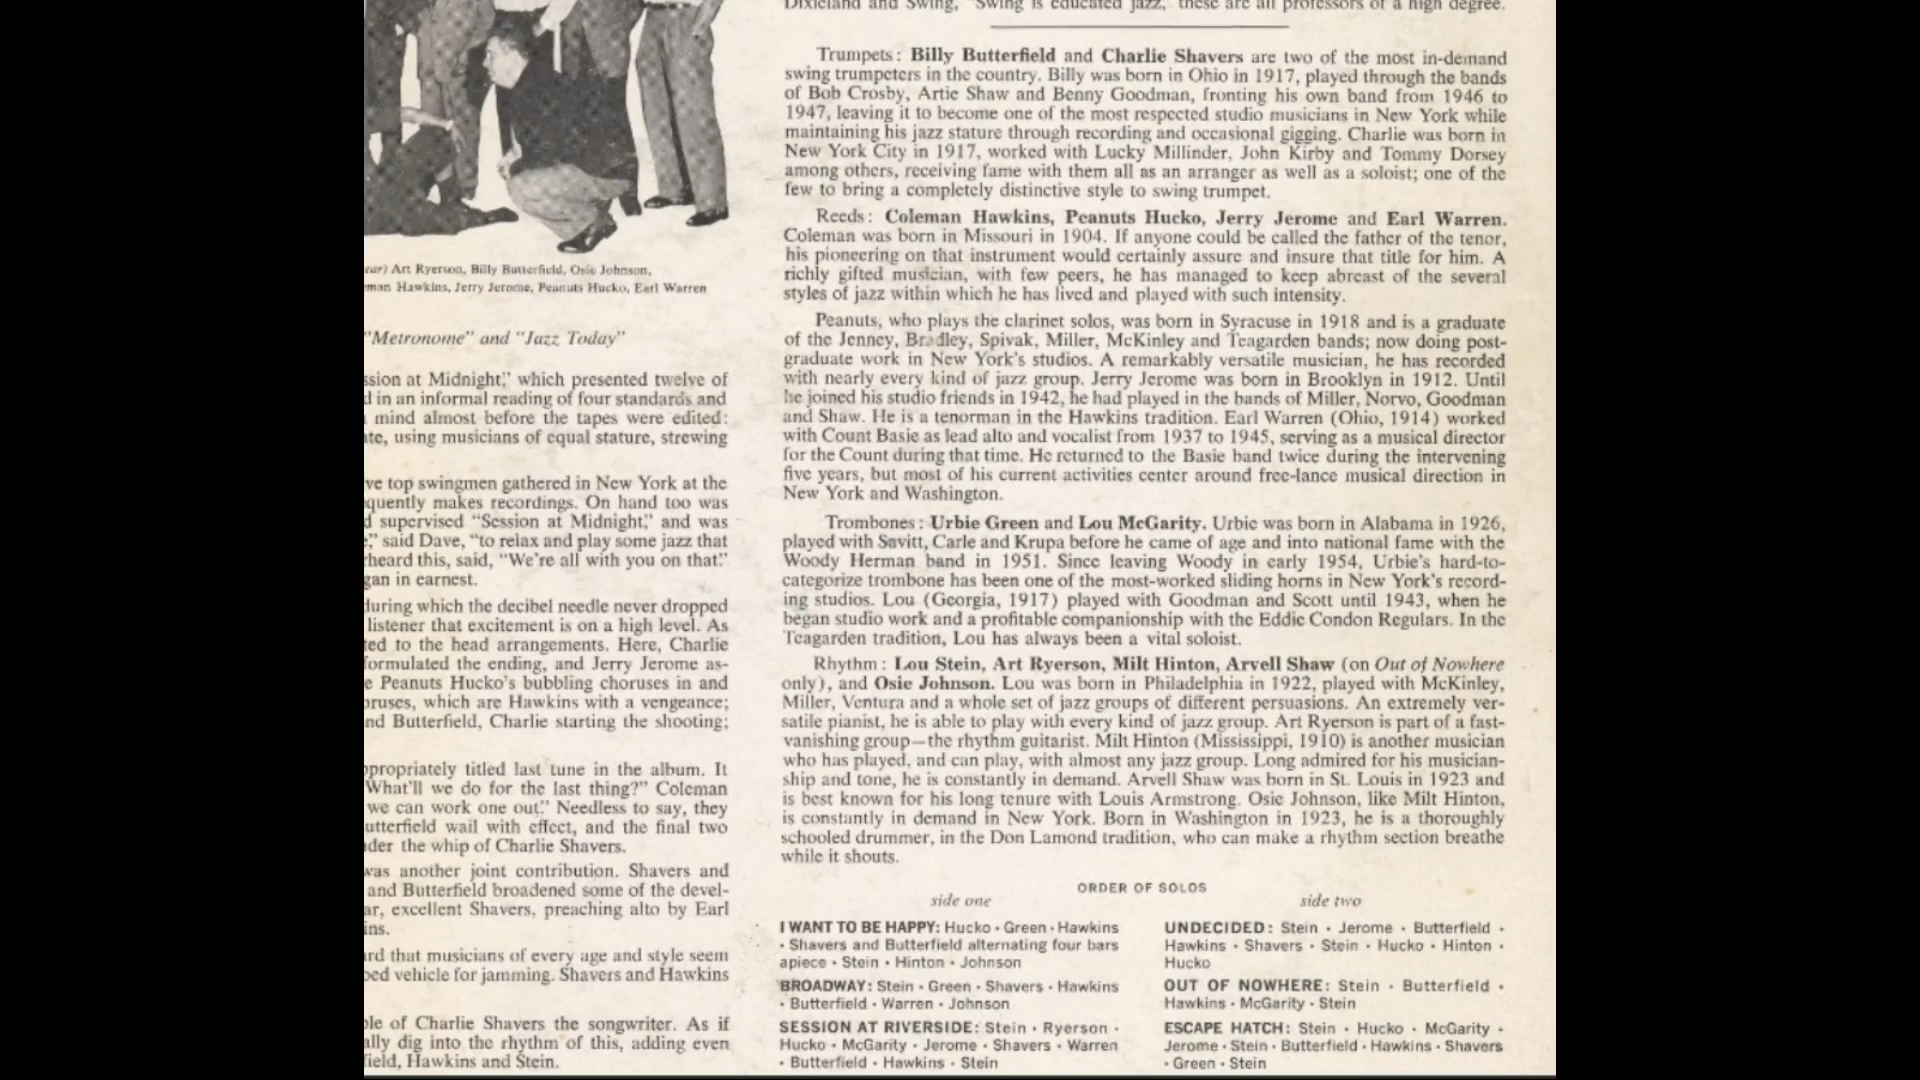 ear) Art Ryerson, Billy Butterfield, Osie Johnson,
man Hawkins, Jerry Jerome, Peanuts Hucko, Earl Warren
"Metronome" and "Jazz Today"
ssion at Midnight," which presented twelve of
d in an informal reading of four standards and
mind almost before the tapes were edited:
te, using musicians of equal stature, strewing
ve top swingmen gathered in New York at the
quently makes recordings. On hand too was
d supervised "Session at Midnight," and was
," said Dave, "to relax and play some jazz that
heard this, said, "We're all with you on that."
gan in earnest.
during which the decibel needle never dropped
listener that excitement is on a high level. As
ted to the head arrangements. Here, Charlie
formulated the ending, and Jerry Jerome as-
e Peanuts Hucko's bubbling choruses in and
oruses, which are Hawkins with a vengeance;
nd Butterfield, Charlie starting the shooting;
ppropriately titled last tune in the album. It
What'll we do for the last thing?" Coleman
we can work one out." Needless to say, they
utterfield wail with effect, and the final two
der the whip of Charlie Shavers.
was another joint contribution. Shavers and
and Butterfield broadened some of the devel-
ar, excellent Shavers, preaching alto by Earl
ins.
rd that musicians of every age and style seem
bed vehicle for jamming. Shavers and Hawkins
ple of Charlie Shavers the songwriter. As if
ally dig into the rhythm of this, adding even
field, Hawkins and Stein.
Dixieland and Swing, "Swing is educated jazz," these are all professors of a high degree.
Trumpets: Billy Butterfield and Charlie Shavers are two of the most in-demand
swing trumpeters in the country. Billy was born in Ohio in 1917, played through the bands
of Bob Crosby, Artie Shaw and Benny Goodman, fronting his own band from 1946 to
1947, leaving it to become one of the most respected studio musicians in New York while
maintaining his jazz stature through recording and occasional gigging. Charlie was born in
New York City in 1917, worked with Lucky Millinder, John Kirby and Tommy Dorsey
among others, receiving fame with them all as an arranger as well as a soloist; one of the
few to bring a completely distinctive style to swing trumpet.
Reeds: Coleman Hawkins, Peanuts Hucko, Jerry Jerome and Earl Warren.
Coleman was born in Missouri in 1904. If anyone could be called the father of the tenor,
his pioneering on that instrument would certainly assure and insure that title for him. A
richly gifted musician, with few peers, he has managed to keep abreast of the several
styles of jazz within which he has lived and played with such intensity.
Peanuts, who plays the clarinet solos, was born in Syracuse in 1918 and is a graduate
of the Jenney, Bradley, Spivak, Miller, McKinley and Teagarden bands; now doing post-
graduate work in New York's studios. A remarkably versatile musician, he has recorded
with nearly every kind of jazz group. Jerry Jerome was born in Brooklyn in 1912. Until
he joined his studio friends in 1942, he had played in the bands of Miller, Norvo, Goodman
and Shaw. He is a tenorman in the Hawkins tradition. Earl Warren (Ohio, 1914) worked
with Count Basie as lead alto and vocalist from 1937 to 1945, serving as a musical director
for the Count during that time. He returned to the Basie band twice during the intervening
five years, but most of his current activities center around free-lance musical direction in
New York and Washington.
Trombones: Urbie Green and Lou McGarity. Urbie was born in Alabama in 1926,
played with Savitt, Carle and Krupa before he came of age and into national fame with the
Woody Herman band in 1951. Since leaving Woody in early 1954, Urbie's hard-to-
categorize trombone has been one of the most-worked sliding horns in New York's record-
ing studios. Lou (Georgia, 1917) played with Goodman and Scott until 1943, when he
began studio work and a profitable companionship with the Eddie Condon Regulars. In the
Teagarden tradition, Lou has always been a vital soloist.
Rhythm: Lou Stein, Art Ryerson, Milt Hinton, Arvell Shaw (on Out of Nowhere
only), and Osie Johnson. Lou was born in Philadelphia in 1922, played with McKinley,
Miller, Ventura and a whole set of jazz groups of different persuasions. An extremely ver-
satile pianist, he is able to play with every kind of jazz group. Art Ryerson is part of a fast-
vanishing group—the rhythm guitarist. Milt Hinton (Mississippi, 1910) is another musician
who has played, and can play, with almost any jazz group. Long admired for his musician-
ship and tone, he is constantly in demand. Arvell Shaw was born in St. Louis in 1923 and
is best known for his long tenure with Louis Armstrong. Osie Johnson, like Milt Hinton,
is constantly in demand in New York. Born in Washington in 1923, he is a thoroughly
schooled drummer, in the Don Lamond tradition, who can make a rhythm section breathe
while it shouts.
ORDER OF SOLOS
side one
I WANT TO BE HAPPY: Hucko • Green • Hawkins
• Shavers and Butterfield alternating four bars
apiece • Stein • Hinton • Johnson
BROADWAY: Stein • Green • Shavers • Hawkins
• Butterfield • Warren • Johnson
SESSION AT RIVERSIDE: Stein • Ryerson •
Hucko • McGarity • Jerome • Shavers • Warren
• Butterfield • Hawkins • Stein
side two
UNDECIDED: Stein • Jerome • Butterfield •
Hawkins • Shavers • Stein • Hucko • Hinton •
Hucko
OUT OF NOWHERE: Stein • Butterfield •
Hawkins • McGarity • Stein
ESCAPE HATCH: Stein • Hucko • McGarity •
Jerome • Stein • Butterfield • Hawkins • Shavers
• Green • Stein